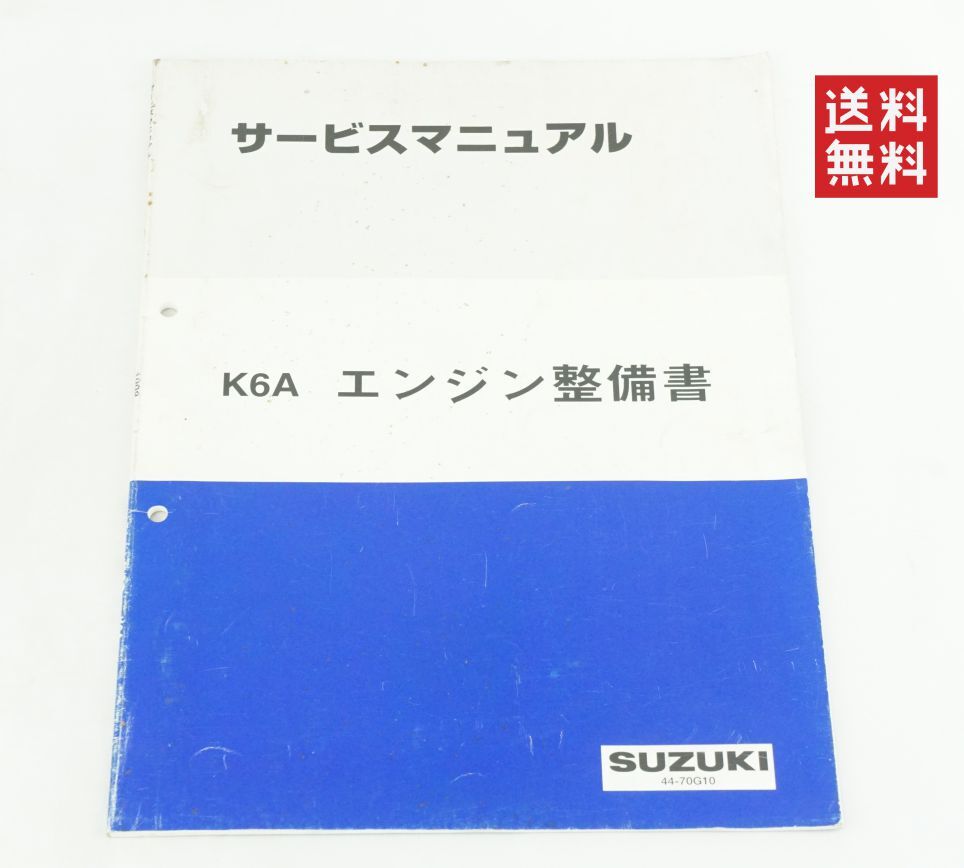 サービスマニュアル
送料
無料
K6A エンジン整備書
SUZUKI
44-70G10